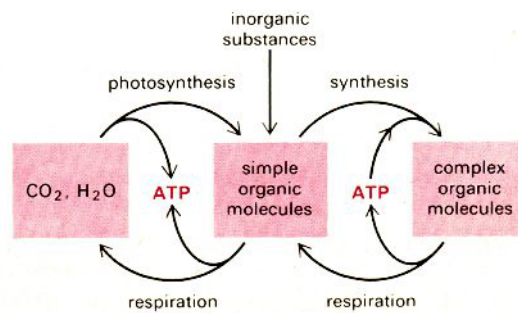 inorganic
substances
photosynthesis
synthesis
CO₂, H₂O
ATP
simple
organic
molecules
ATP
complex
organic
molecules
respiration
respiration